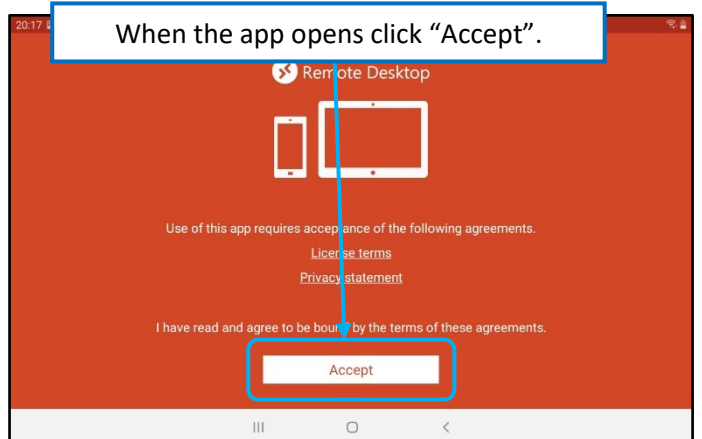 20:17
When the app opens click “Accept”.
Remote Desktop
Use of this app requires acceptance of the following agreements.
License terms
Privacy statement
I have read and agree to be bound by the terms of these agreements.
Accept